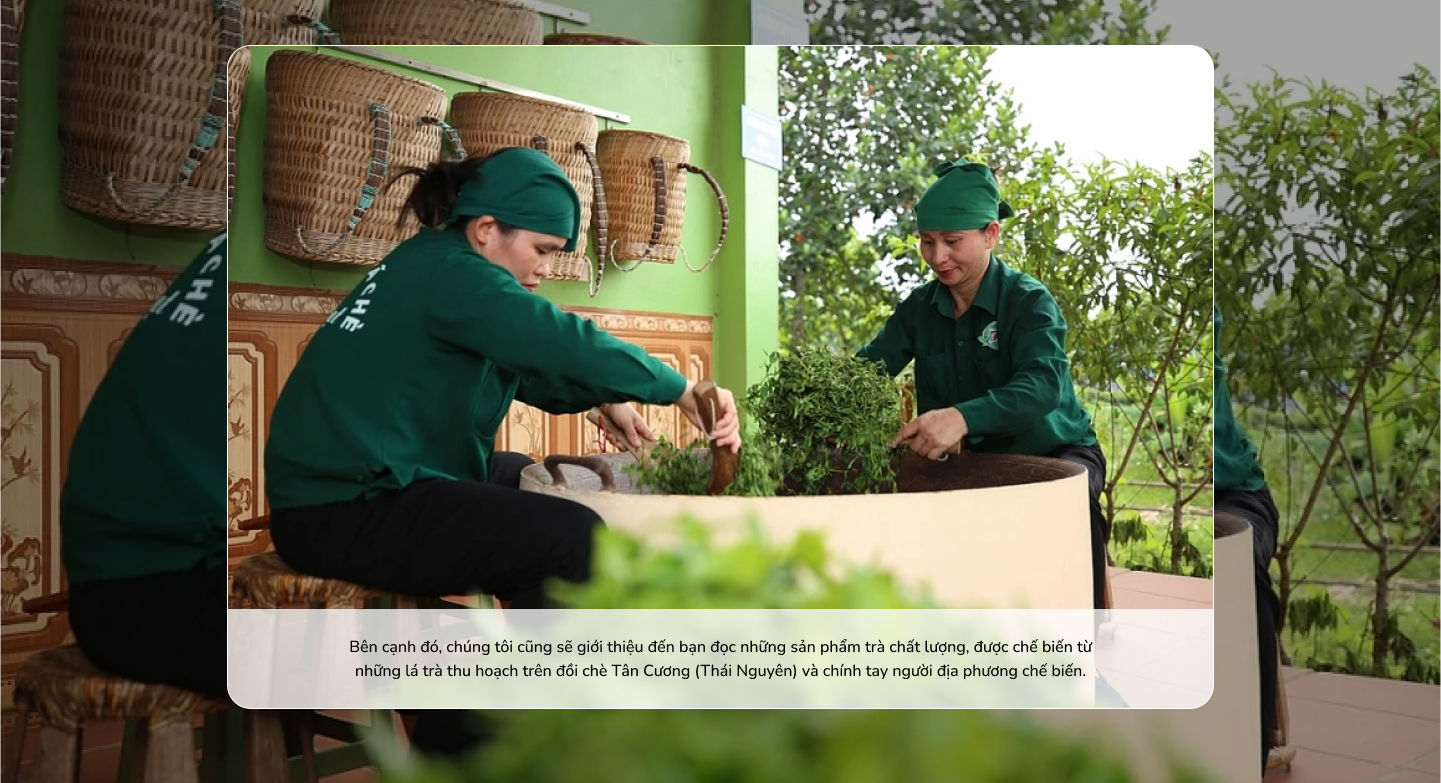 CHÈ
CHÈ
Bên cạnh đó, chúng tôi cũng sẽ giới thiệu đến bạn đọc những sản phẩm trà chất lượng, được chế biến từ
những lá trà thu hoạch trên đồi chè Tân Cương (Thái Nguyên) và chính tay người địa phương chế biến.